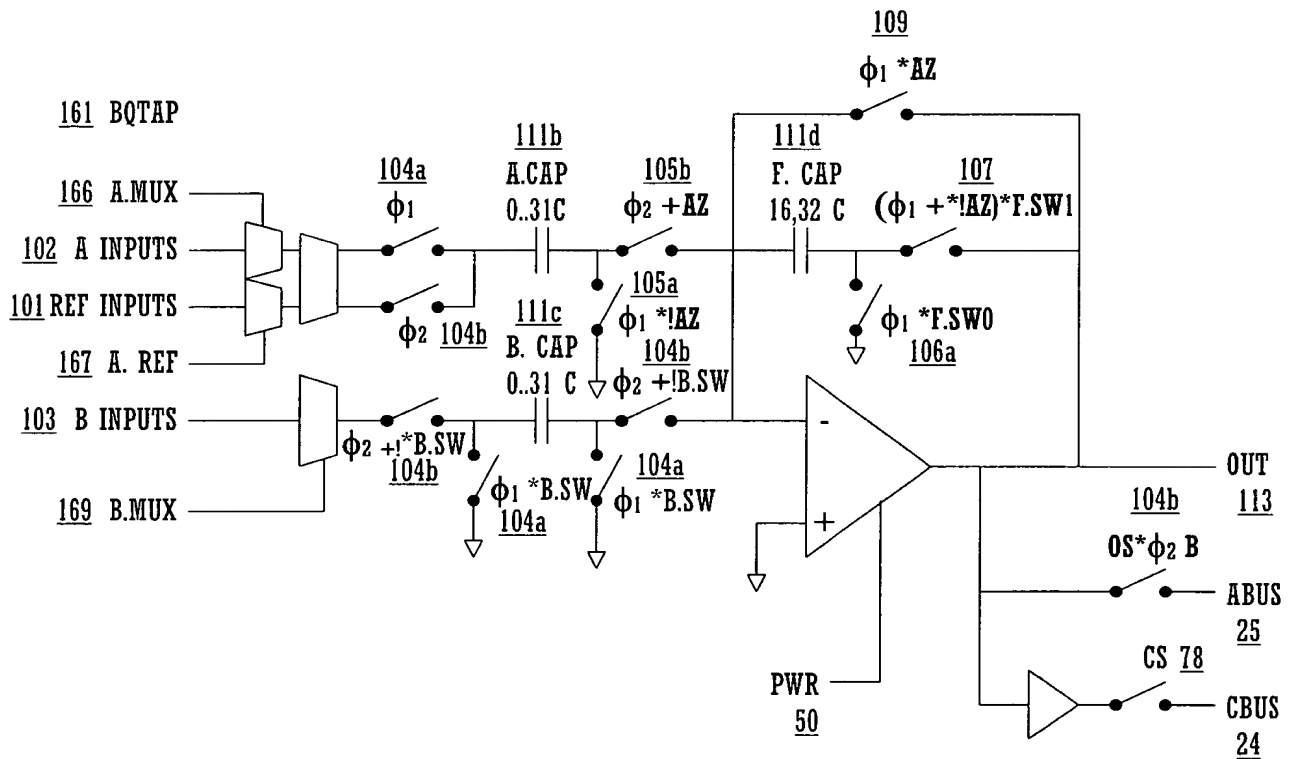 109
ϕ1 *AZ
161 BQTAP
111b
A.CAP
0..31C
111d
F. CAP
16,32 C
166 A.MUX
104a
ϕ1
105b
ϕ2 +AZ
107
(ϕ1 +*!AZ)*F.SW1
102 A INPUTS
101 REF INPUTS
ϕ2 104b
105a
ϕ1 *!AZ
ϕ1 *F.SW0
106a
167 A. REF
111c
B. CAP
0..31 C
104b
ϕ2 +!B.SW
103 B INPUTS
ϕ2 +!*B.SW
104b
ϕ1 *B.SW
104a
104a
ϕ1 *B.SW
-
+
169 B.MUX
OUT
113
104b
OS*ϕ2 B
ABUS
25
PWR
50
CS 78
CBUS
24